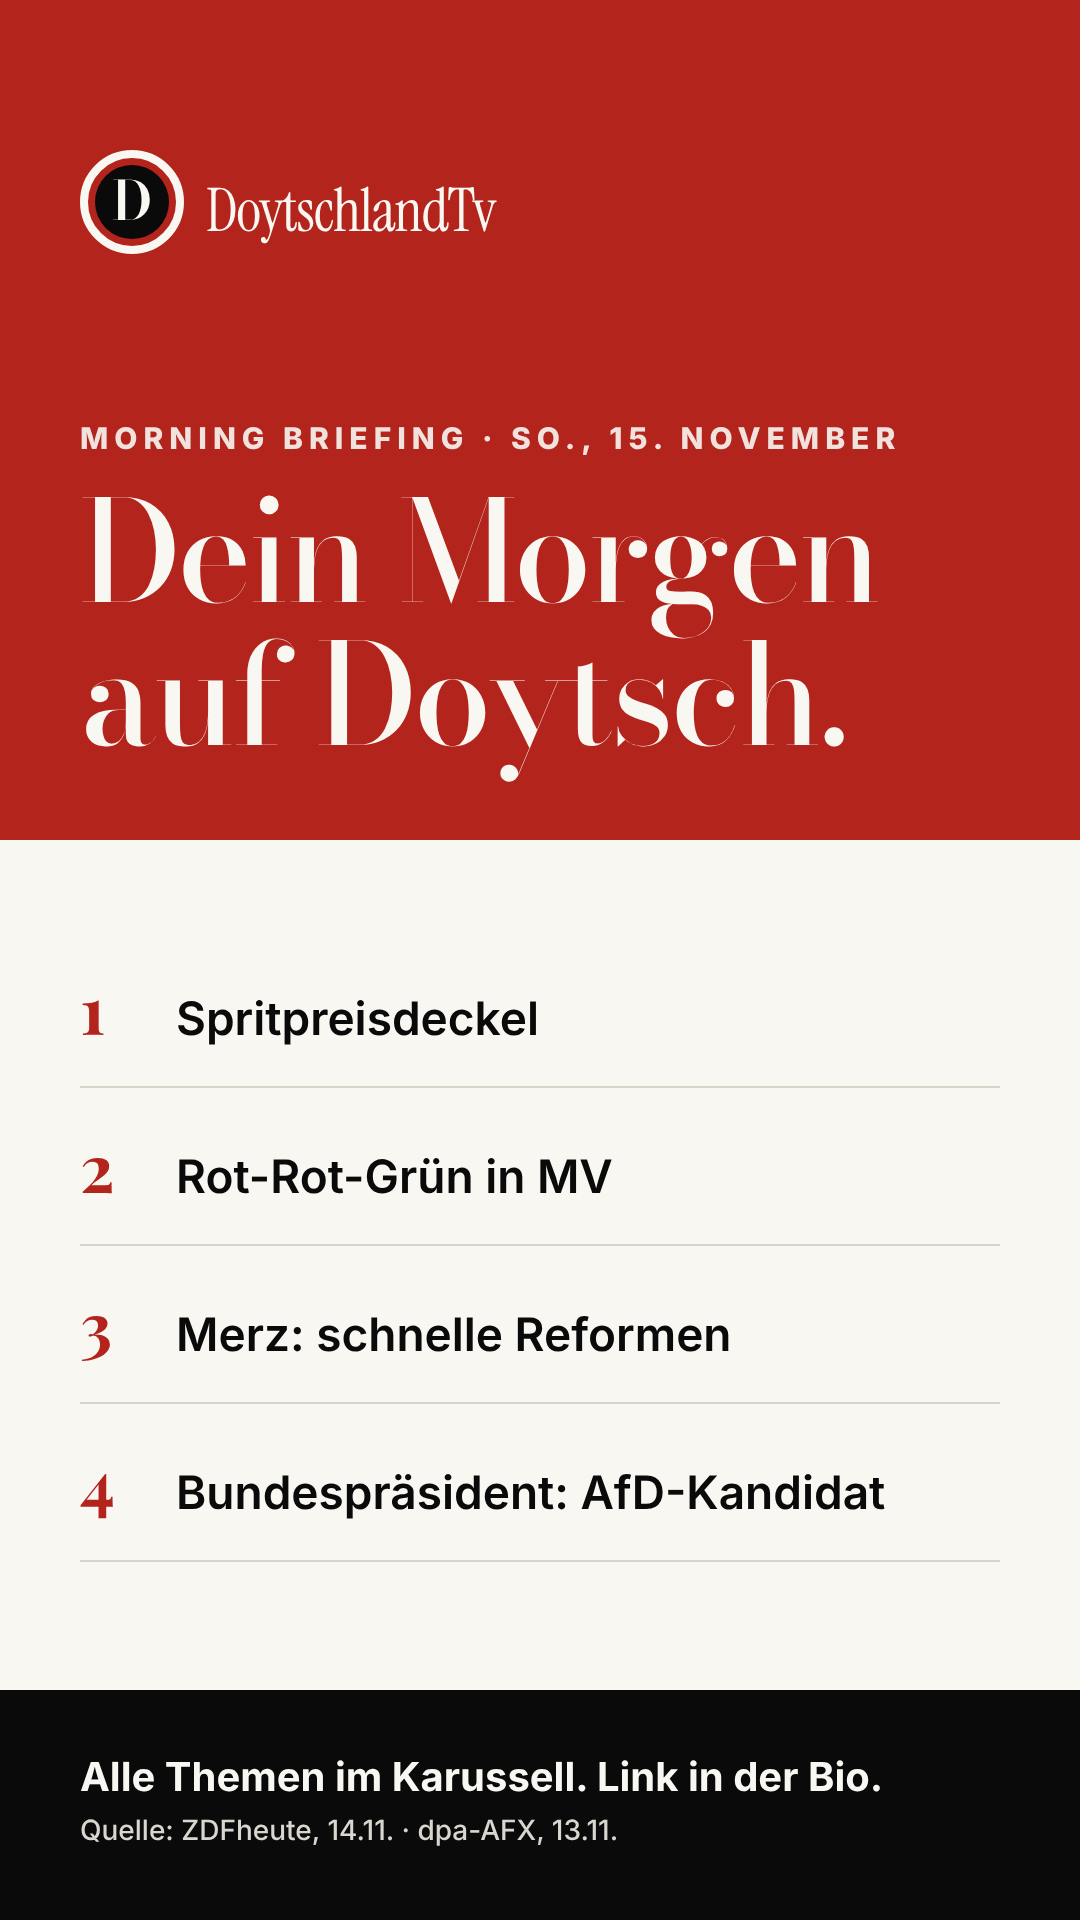 D
DoytschlandTv
MORNING BRIEFING · SO., 15. NOVEMBER
Dein Morgen
auf Doytsch.
1 Spritpreisdeckel
2 Rot-Rot-Grün in MV
3 Merz: schnelle Reformen
4 Bundespräsident: AfD-Kandidat
Alle Themen im Karussell. Link in der Bio.
Quelle: ZDFheute, 14.11. · dpa-AFX, 13.11.